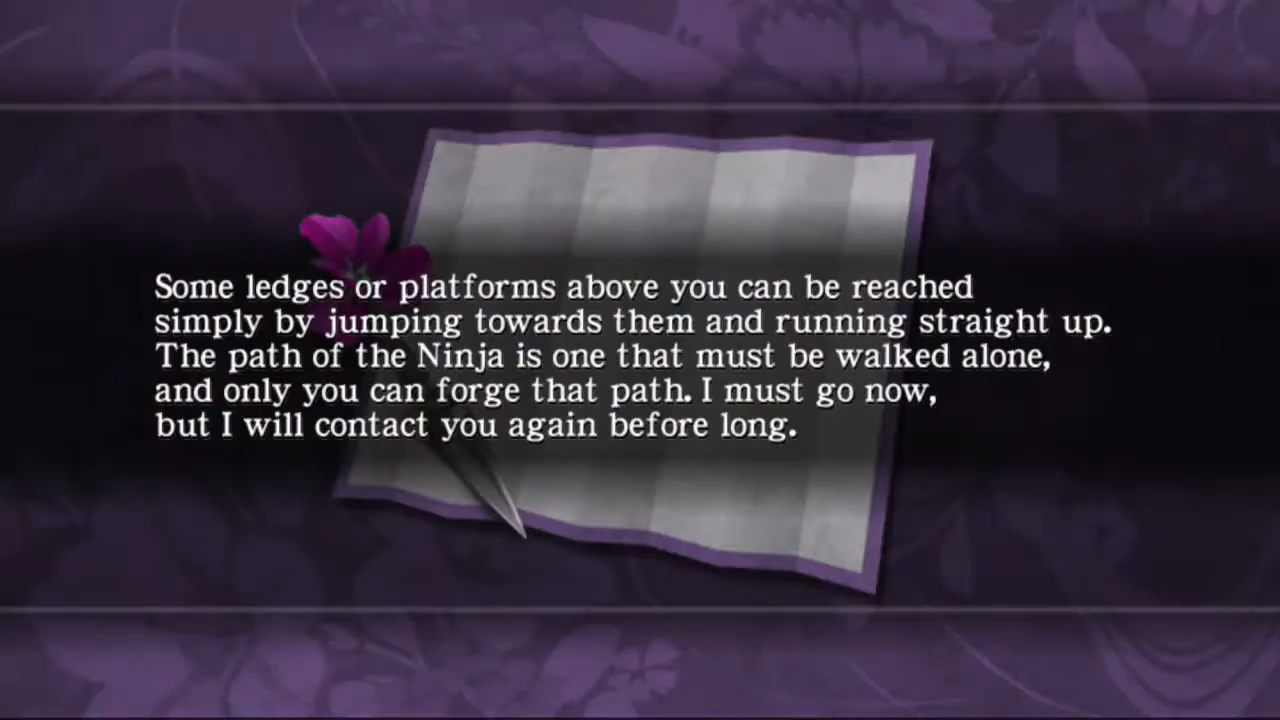 Some ledges or platforms above you can be reached
simply by jumping towards them and running straight up.
The path of the Ninja is one that must be walked alone,
and only you can forge that path. I must go now,
but I will contact you again before long.